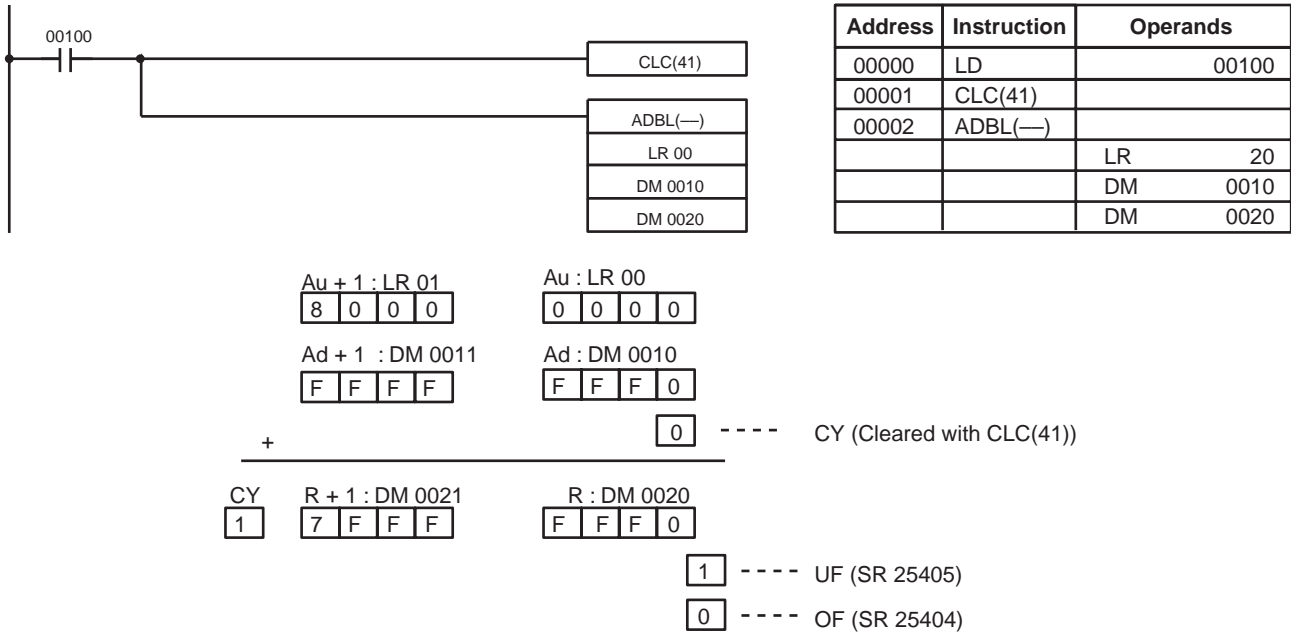 00100
CLC(41)
ADBL(––)
LR 00
DM 0010
DM 0020
Address Instruction Operands
00000 LD 00100
00001 CLC(41)
00002 ADBL(––)
LR 20
DM 0010
DM 0020
Au + 1 : LR 01 Au : LR 00
8 0 0 0 0 0 0 0
Ad + 1 : DM 0011 Ad : DM 0010
F F F F F F F 0
0 CY (Cleared with CLC(41))
+
CY R + 1 : DM 0021 R : DM 0020
1 7 F F F F F F 0
1 UF (SR 25405)
0 OF (SR 25404)